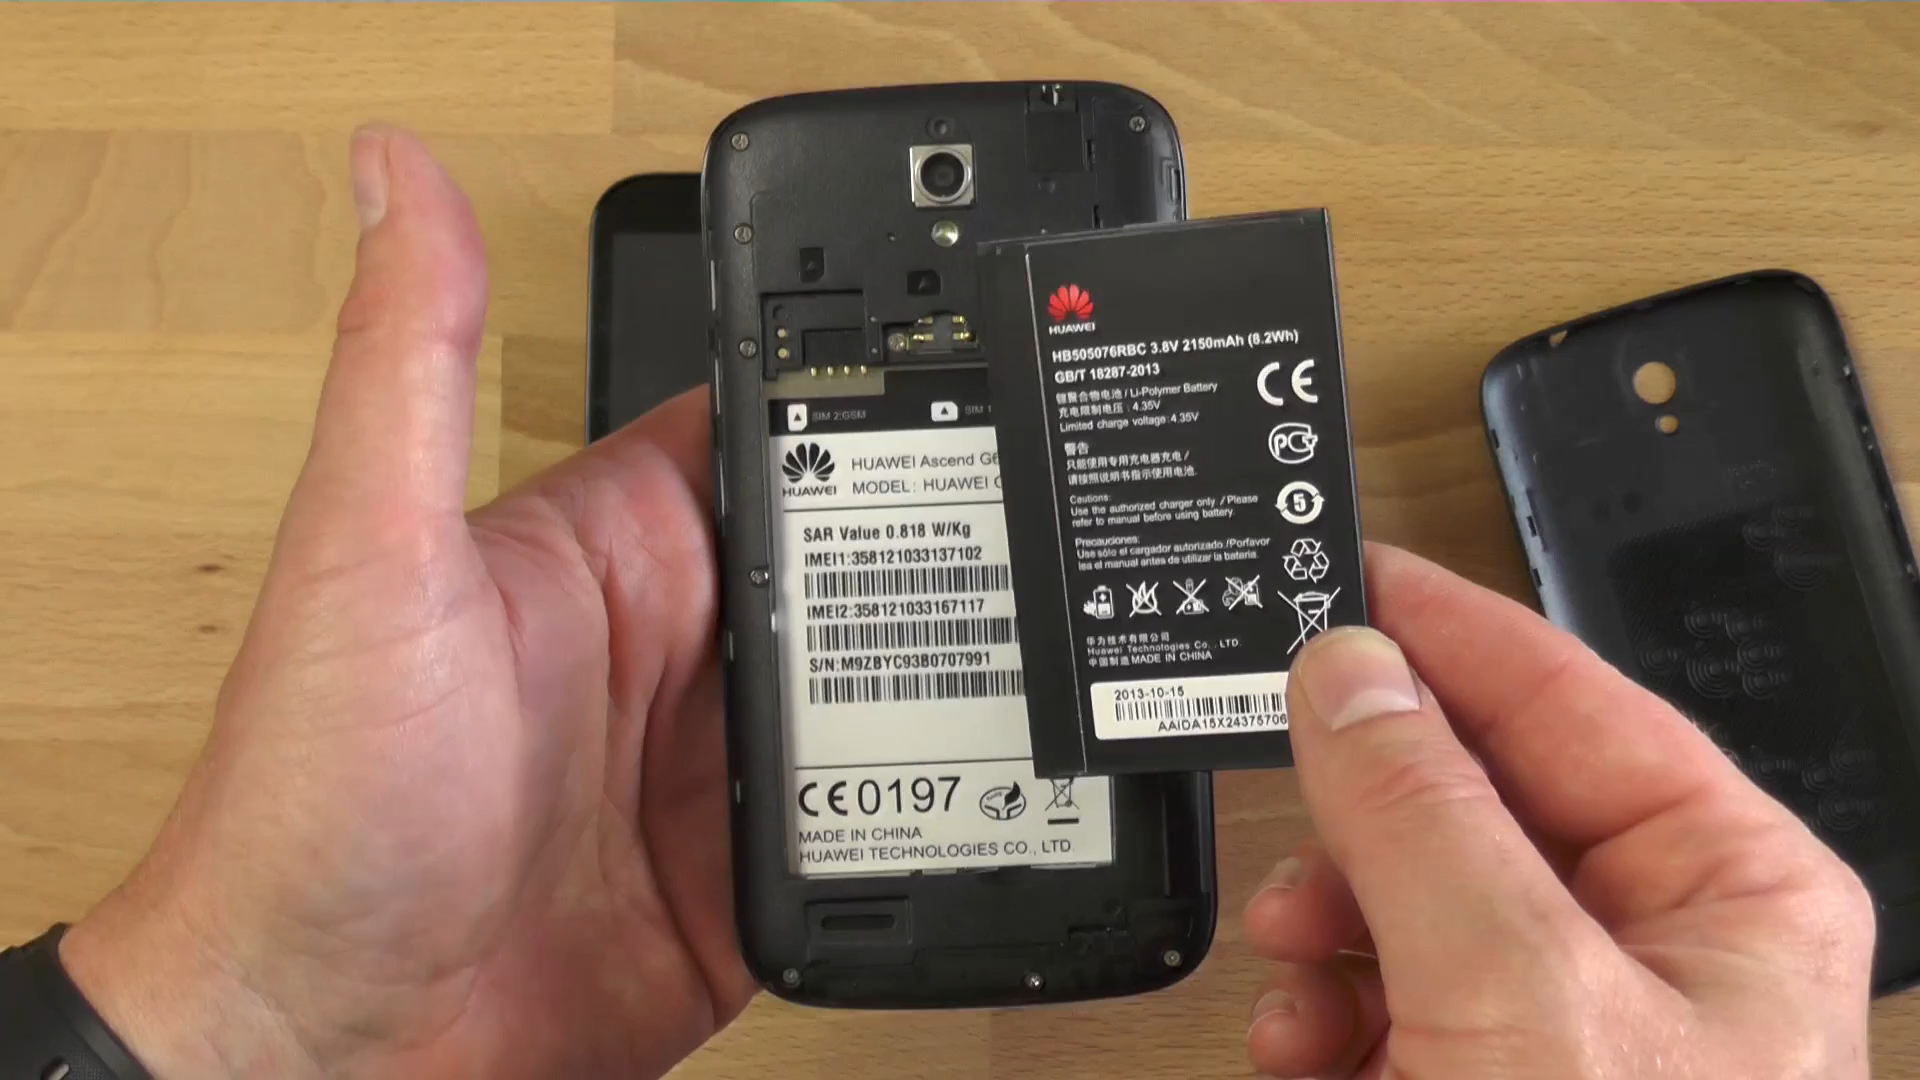 SIM 2:GSM
SIM 1
HUAWEI
HUAWEI Ascend G6
MODEL: HUAWEI
SAR Value 0.818 W/Kg
IMEI1:358121033137102
IMEI2:358121033167117
S/N:M9ZBYC93B0707991
CE0197
MADE IN CHINA
HUAWEI TECHNOLOGIES CO., LTD.
HUAWEI
HB505076RBC 3.8V 2150mAh (8.2Wh)
GB/T 18287-2013
锂聚合物电池 / Li-Polymer Battery
充电限制电压 : 4.35V
Limited charge voltage:4.35V
警告
只能使用专用充电器充电 /
请按照说明书指示使用电池.
Cautions:
Use the authorized charger only. / Please
refer to manual before using battery.
Precauciones:
Use sólo el cargador autorizado./Porfavor
lea el manual antes de utilizar la batería.
CE
PCT
5
华为技术有限公司
Huawei Technologies Co., LTD.
中国制造 MADE IN CHINA
2013-10-15
AAIDA15X24375706